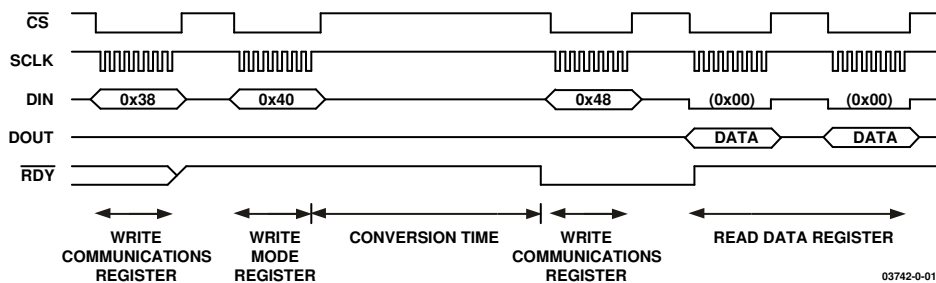 CS
SCLK
DIN 0x38 0x40 0x48 (0x00) (0x00)
DOUT DATA DATA
RDY
WRITE COMMUNICATIONS REGISTER
WRITE MODE REGISTER
CONVERSION TIME
WRITE COMMUNICATIONS REGISTER
READ DATA REGISTER
03742-0-01